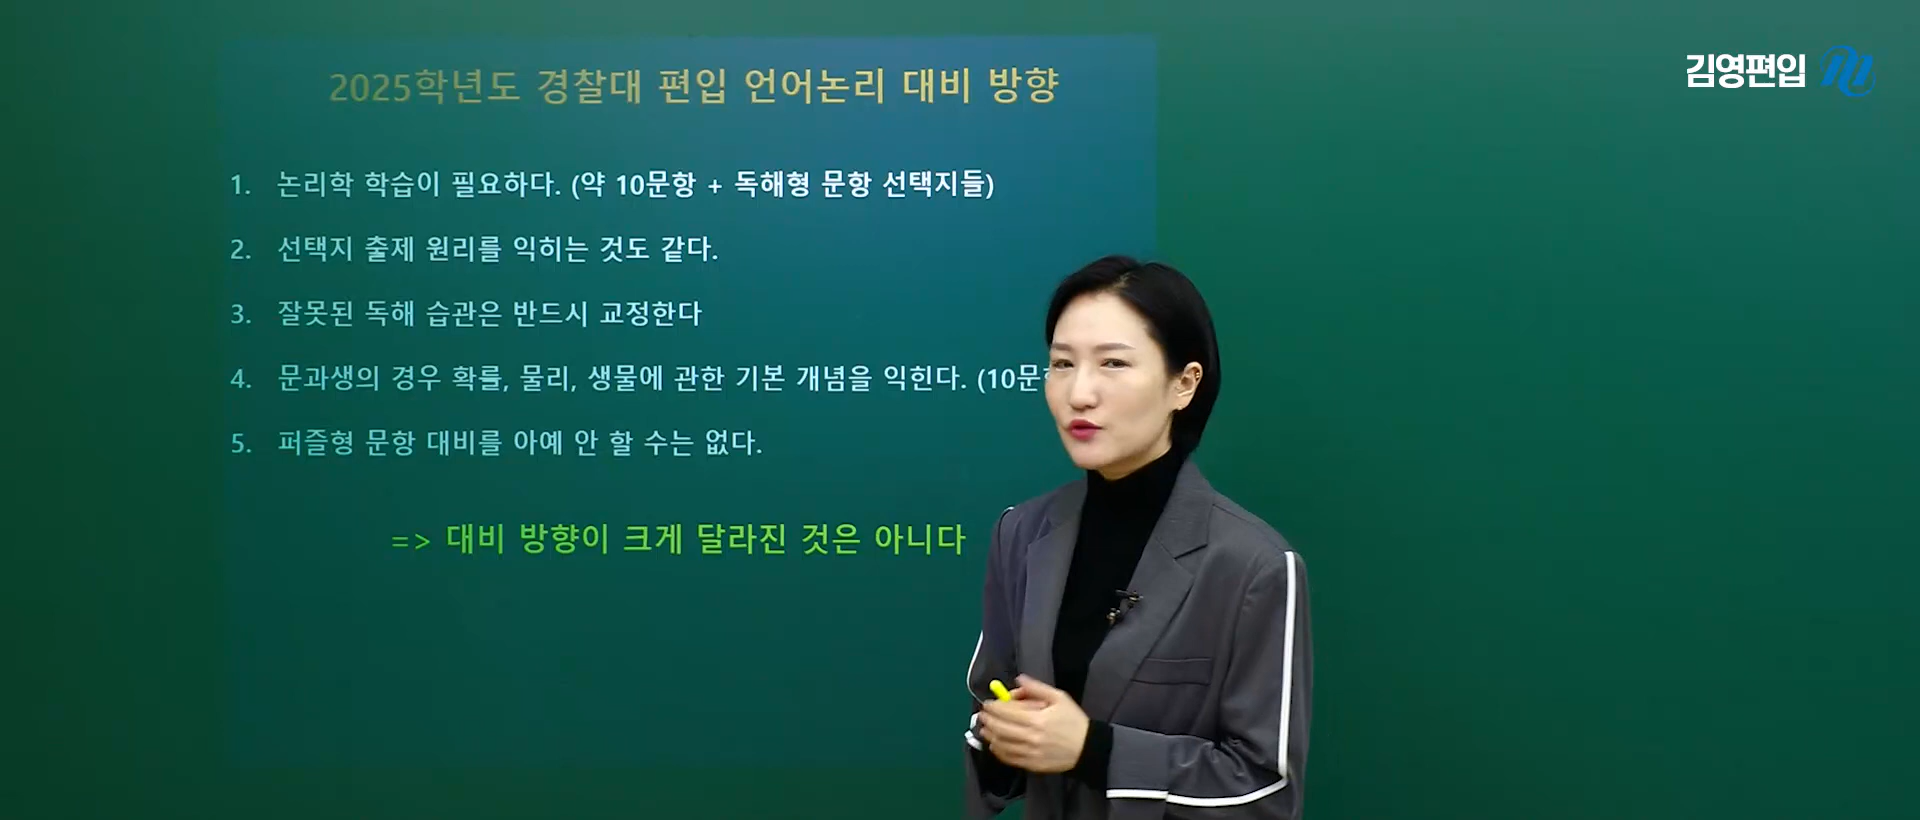 2025학년도 경찰대 편입 언어논리 대비 방향
김영편입
1. 논리학 학습이 필요하다. (약 10문항 + 독해형 문항 선택지들)
2. 선택지 출제 원리를 익히는 것도 같다.
3. 잘못된 독해 습관은 반드시 교정한다
4. 문과생의 경우 확률, 물리, 생물에 관한 기본 개념을 익힌다. (10문
5. 퍼즐형 문항 대비를 아예 안 할 수는 없다.
=> 대비 방향이 크게 달라진 것은 아니다